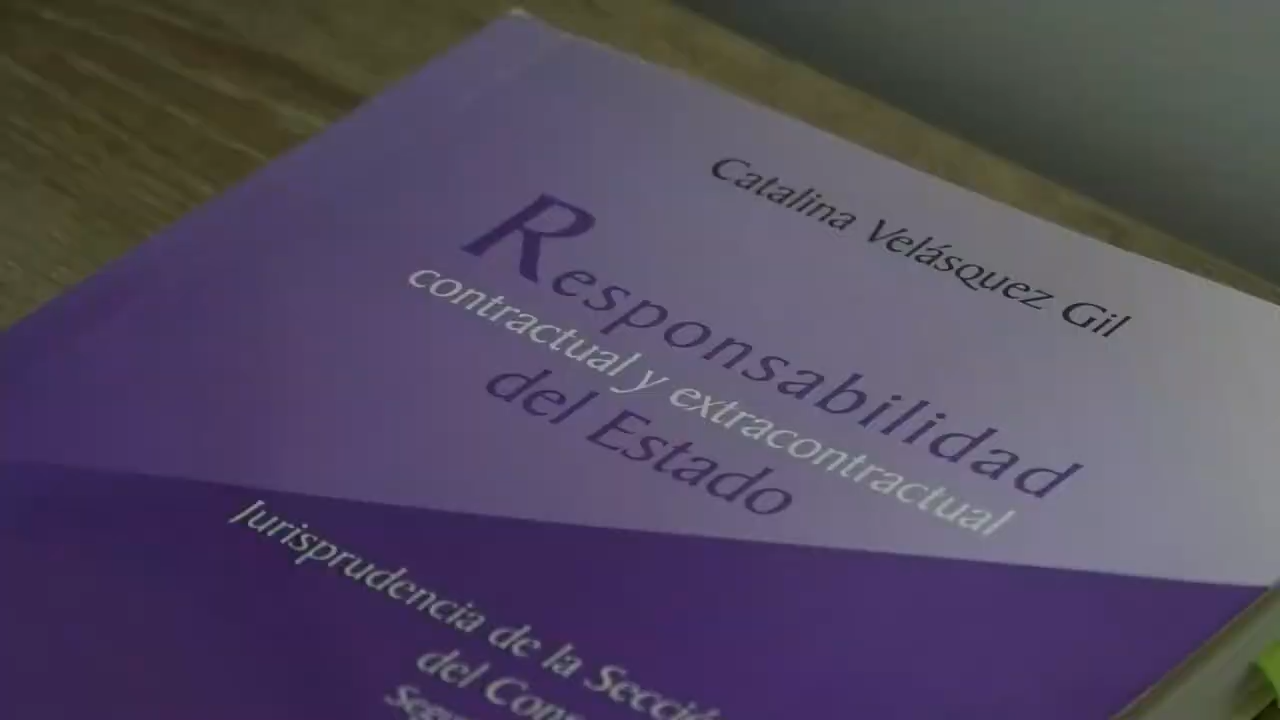 Catalina Velásquez Gil
Responsabilidad
contractual y extracontractual
del Estado
Jurisprudencia de la
del